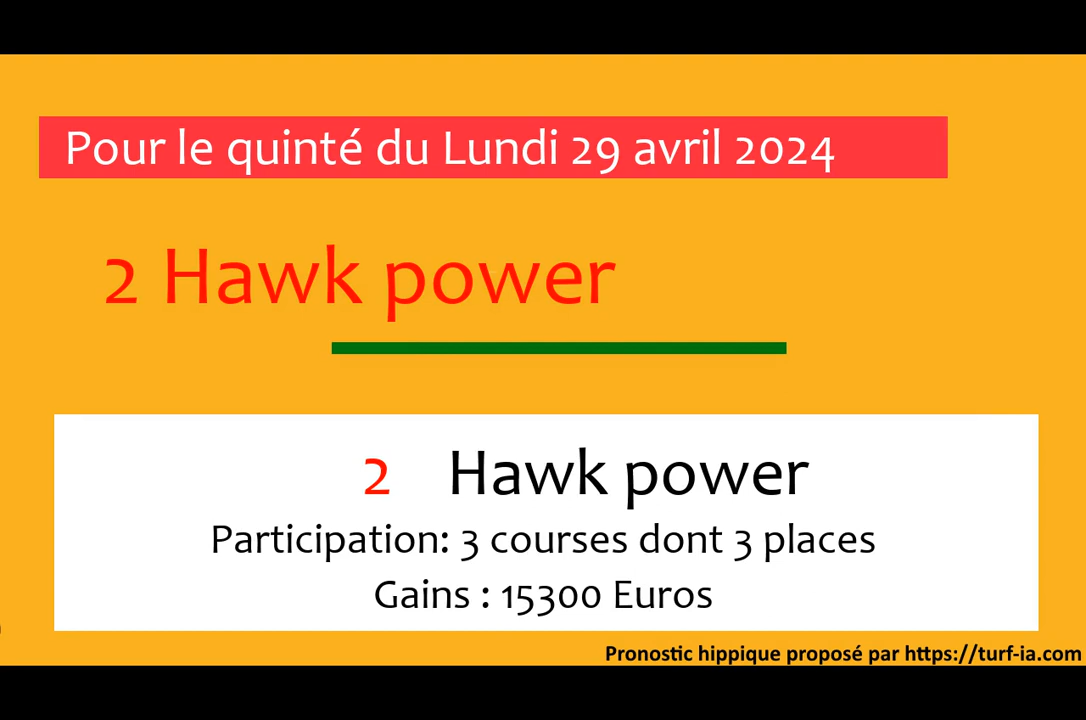 Pour le quinté du Lundi 29 avril 2024
2 Hawk power
2 Hawk power
Participation: 3 courses dont 3 places
Gains : 15300 Euros
Pronostic hippique proposé par https://turf-ia.com